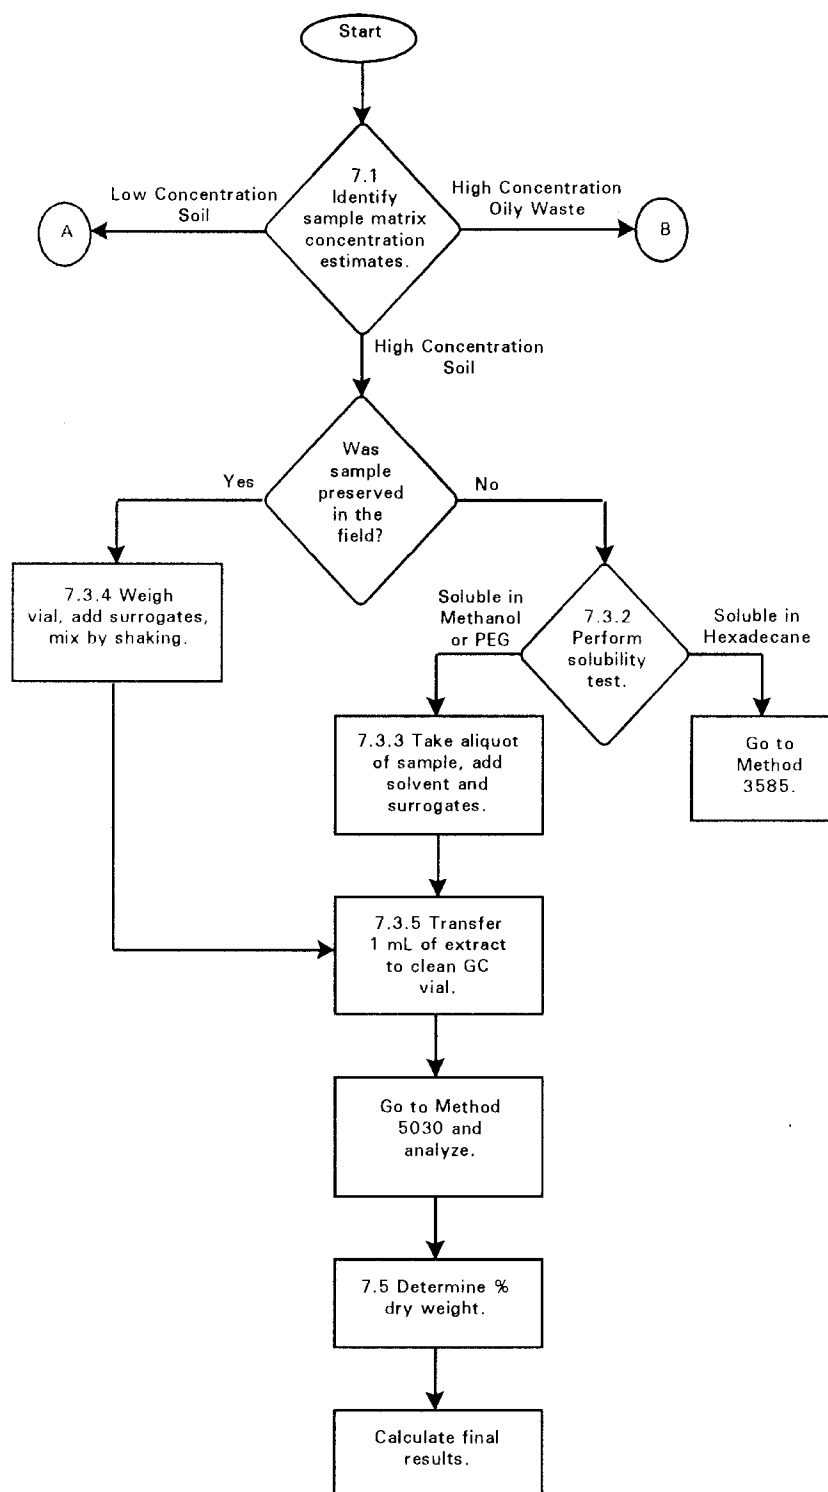 Start
7.1
Identify
sample matrix
concentration
estimates.
Low Concentration
Soil
High Concentration
Oily Waste
A
B
High Concentration
Soil
Was
sample
preserved
in the
field?
Yes
No
7.3.4 Weigh
vial, add surrogates,
mix by shaking.
Soluble in
Methanol
or PEG
7.3.2
Perform
solubility
test.
Soluble in
Hexadecane
7.3.3 Take aliquot
of sample, add
solvent and
surrogates.
Go to
Method
3585.
7.3.5 Transfer
1 mL of extract
to clean GC
vial.
Go to Method
5030 and
analyze.
7.5 Determine %
dry weight.
Calculate final
results.